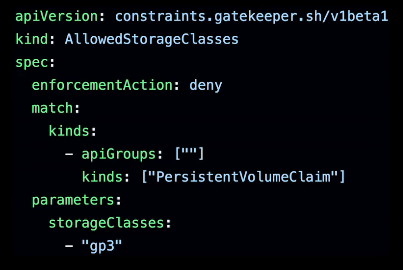 apiVersion: constraints.gatekeeper.sh/v1beta1
kind: AllowedStorageClasses
spec:
  enforcementAction: deny
  match:
    kinds:
      - apiGroups: [""]
        kinds: ["PersistentVolumeClaim"]
  parameters:
    storageClasses:
      - "gp3"